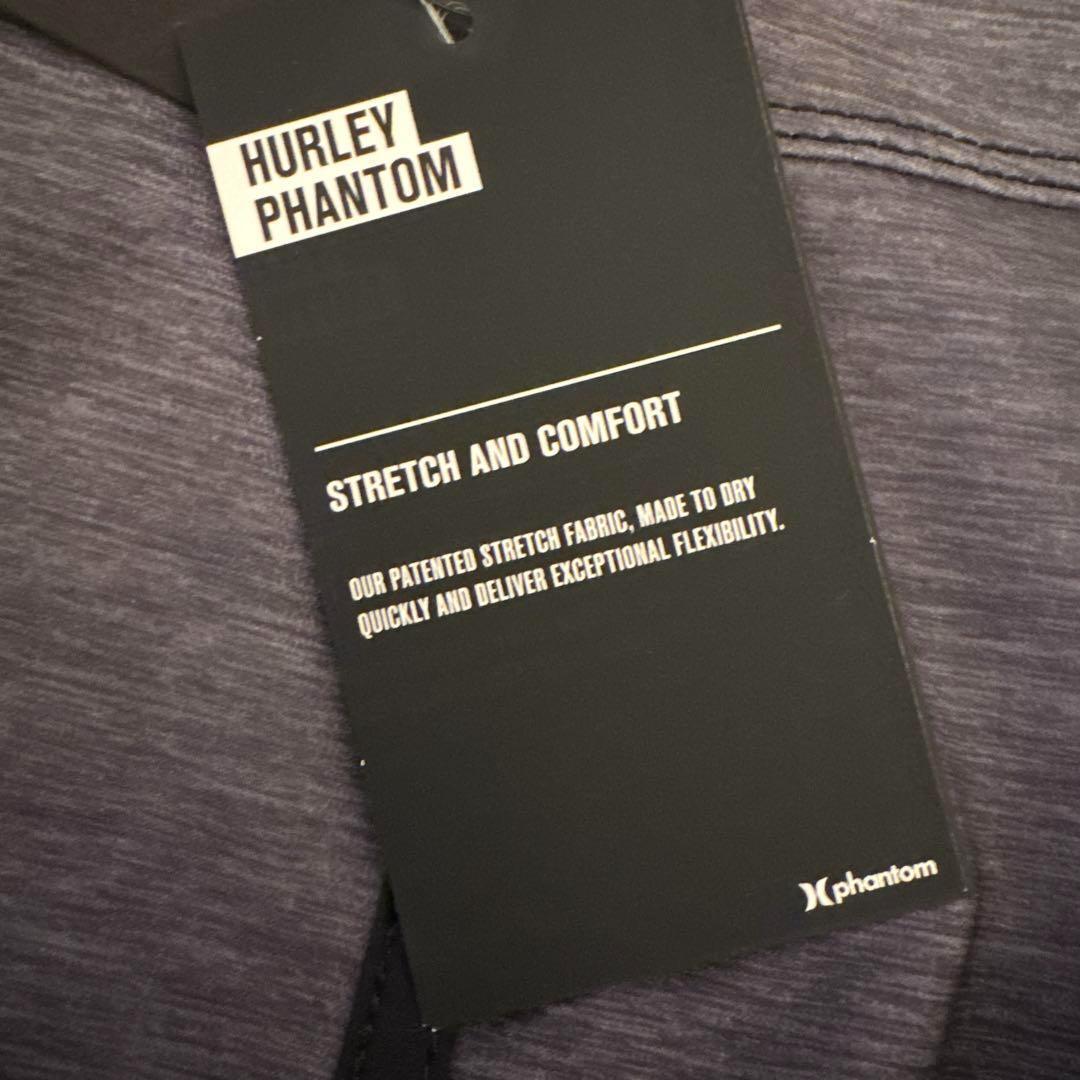 HURLEY
PHANTOM
STRETCH AND COMFORT
OUR PATENTED STRETCH FABRIC, MADE TO DRY
QUICKLY AND DELIVER EXCEPTIONAL FLEXIBILITY.
phantom